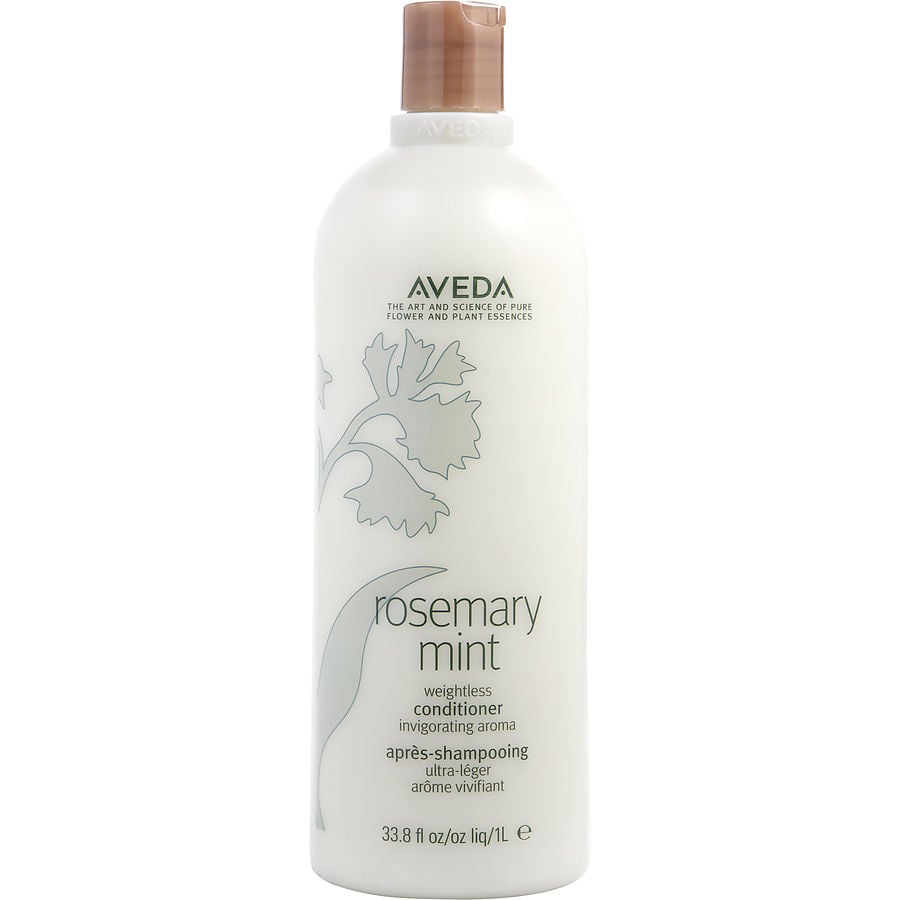 AVEDA
AVEDA
THE ART AND SCIENCE OF PURE
FLOWER AND PLANT ESSENCES
rosemary
mint
weightless
conditioner
invigorating aroma
après-shampooing
ultra-léger
arôme vivifiant
33.8 fl oz/oz liq/1L e